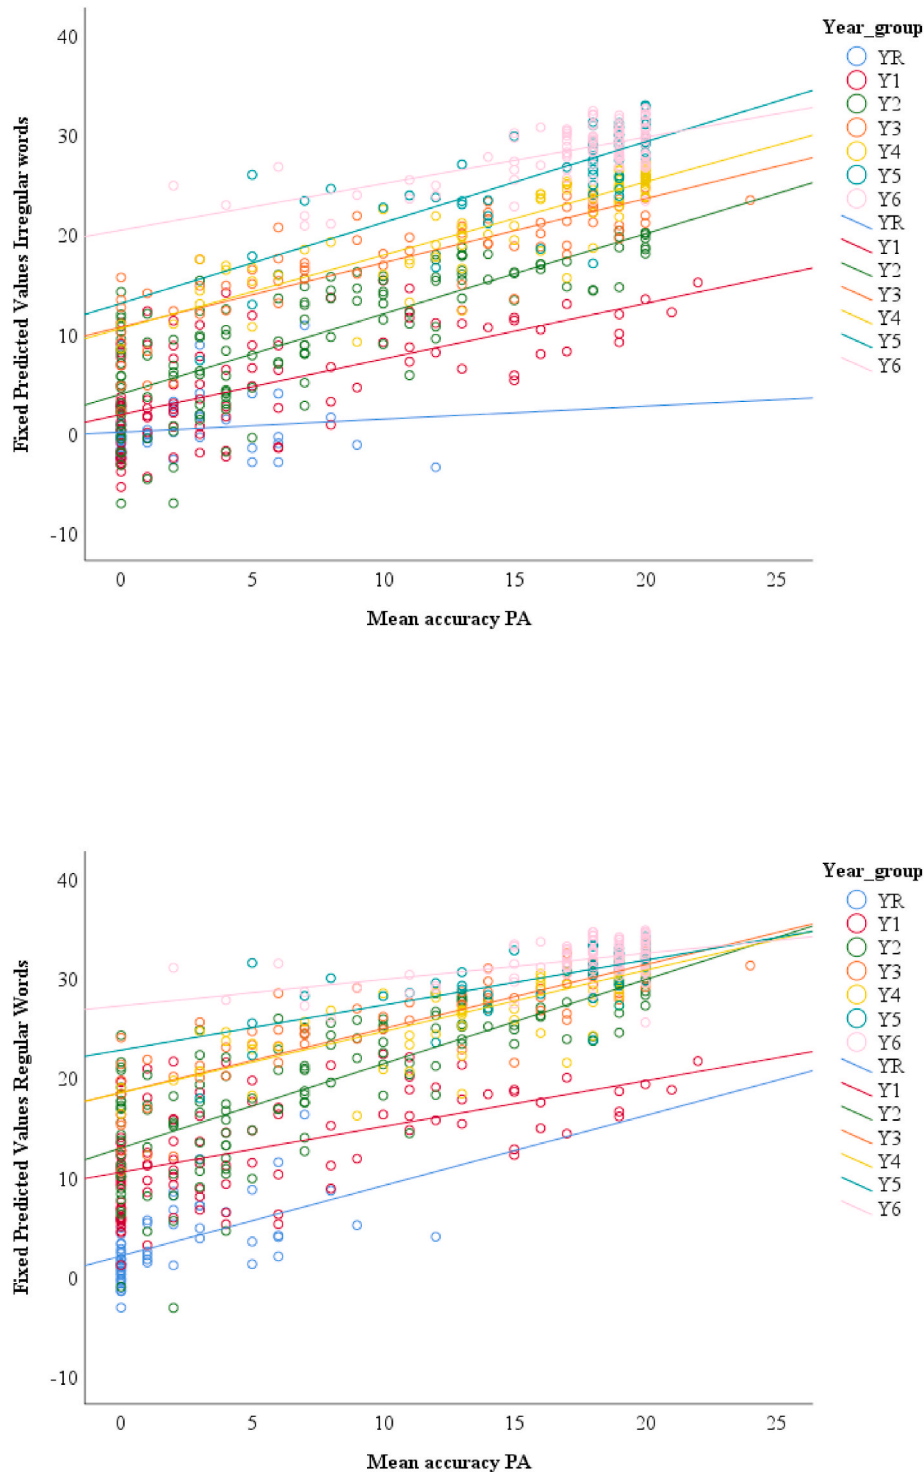 Year_group
YR
Y1
Y2
Y3
Y4
Y5
Y6
YR
Y1
Y2
Y3
Y4
Y5
Y6
Fixed Predicted Values Irregular words
40
30
20
10
0
-10
0 5 10 15 20 25
Mean accuracy PA
Year_group
YR
Y1
Y2
Y3
Y4
Y5
Y6
YR
Y1
Y2
Y3
Y4
Y5
Y6
Fixed Predicted Values Regular Words
40
30
20
10
0
-10
0 5 10 15 20 25
Mean accuracy PA